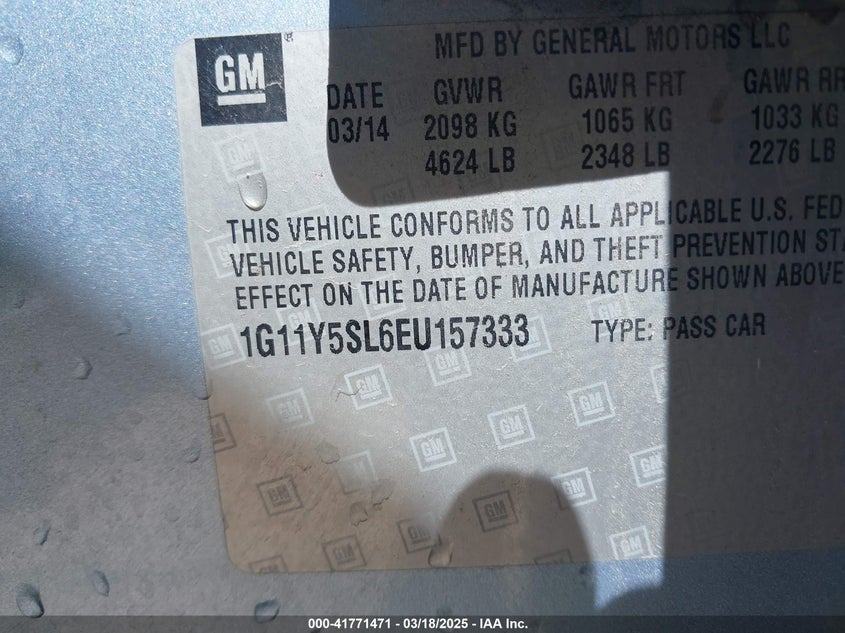 GM
MFD BY GENERAL MOTORS LLC
DATE GVWR GAWR FRT GAWR RR
03/14 2098 KG 1065 KG 1033 KG
4624 LB 2348 LB 2276 LB
THIS VEHICLE CONFORMS TO ALL APPLICABLE U.S. FED
VEHICLE SAFETY, BUMPER, AND THEFT PREVENTION STA
EFFECT ON THE DATE OF MANUFACTURE SHOWN ABOVE
1G11Y5SL6EU157333 TYPE: PASS CAR
000-41771471 - 03/18/2025 - IAA Inc.